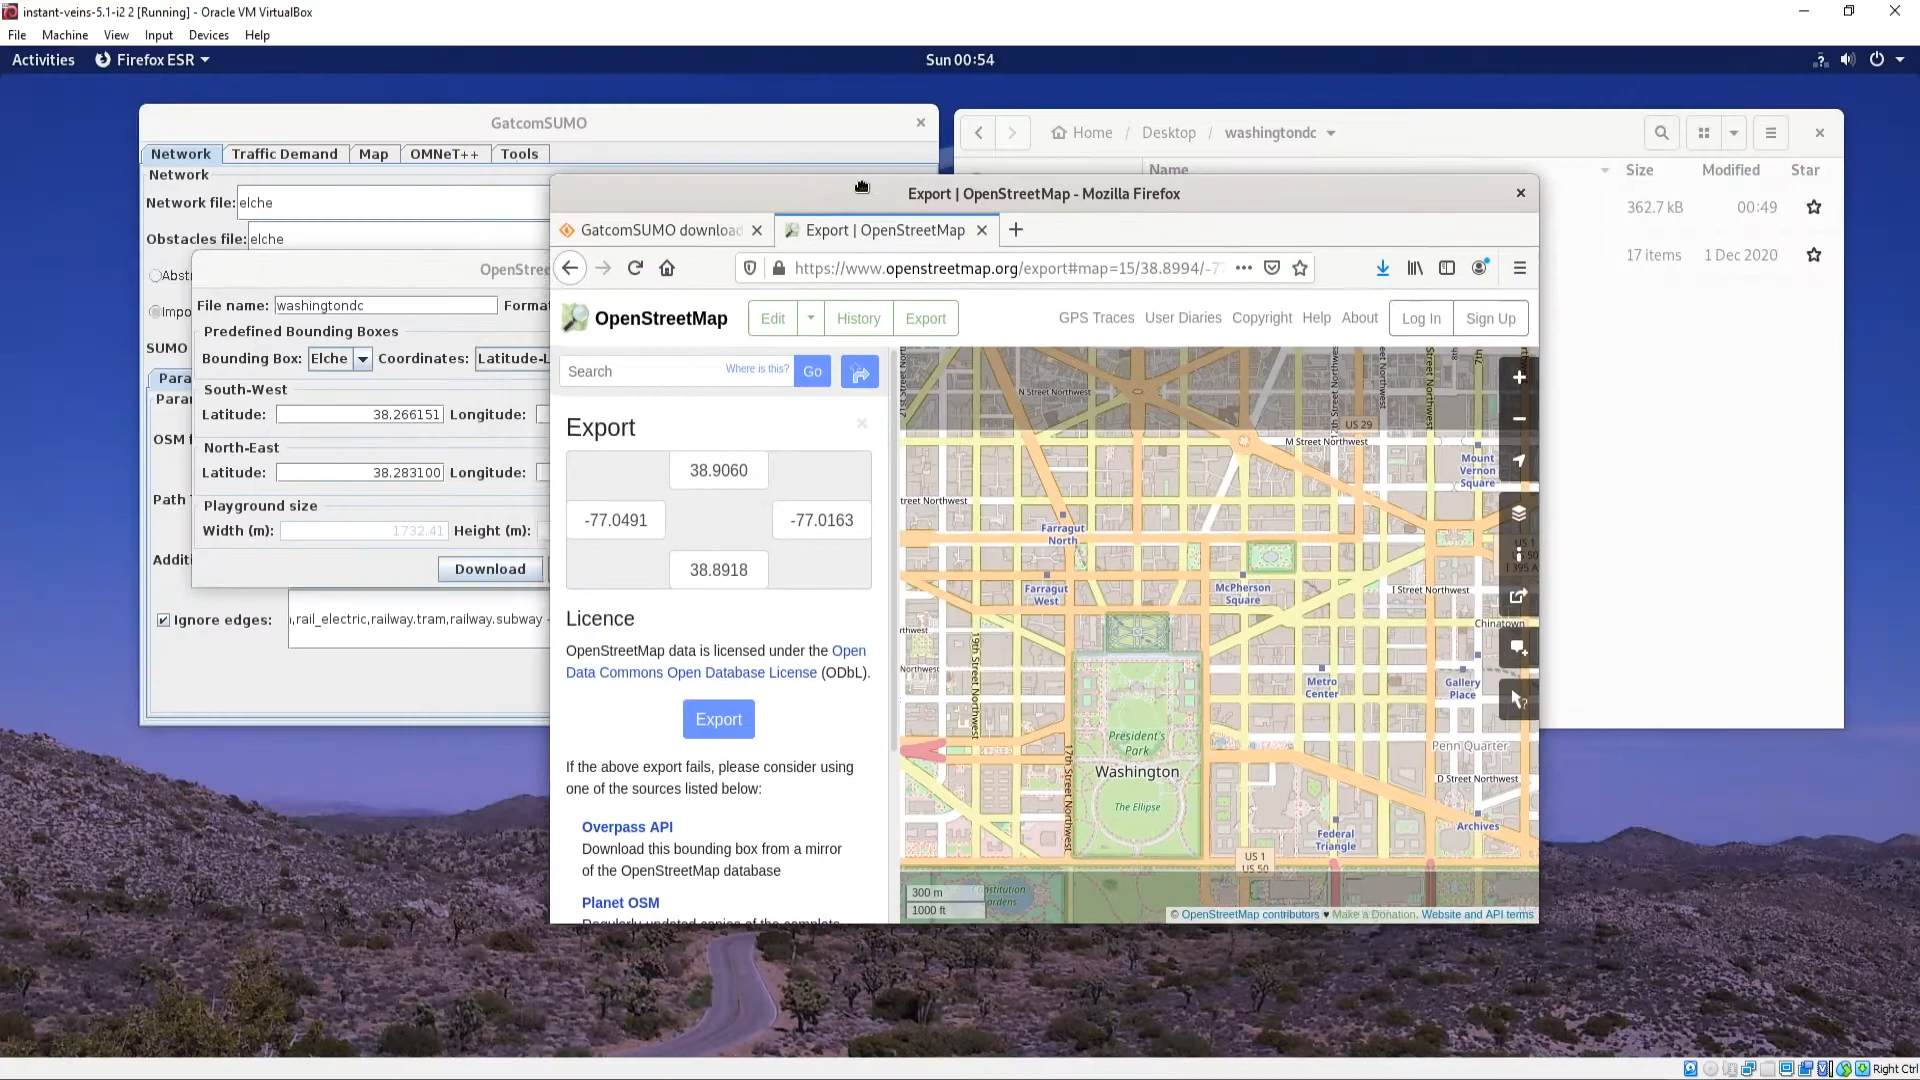 instant-veins-5.1-i2 2 [Running] - Oracle VM VirtualBox
File Machine View Input Devices Help
Activities Firefox ESR Sun 00:54
GatcomSUMO
Network Traffic Demand Map OMNeT++ Tools
Network
Network file: elche
Obstacles file: elche
File name: washingtondc
Predefined Bounding Boxes
Bounding Box: Elche Coordinates:
South-West
Latitude: 38.266151 Longitude:
North-East
Latitude: 38.283100 Longitude:
Playground size
Width (m): 1732.41 Height (m):
Download
SUMO
Ignore edges: ,rail_electric,railway.tram,railway.subway
Home / Desktop / washingtondc
Name Size Modified Star
362.7 kB 00:49
17 items 1 Dec 2020
Export | OpenStreetMap - Mozilla Firefox
GatcomSUMO download Export | OpenStreetMap
https://www.openstreetmap.org/export#map=15/38.8994/-7
OpenStreetMap
Edit History Export
GPS Traces User Diaries Copyright Help About Log In Sign Up
Search Where is this? Go
Export
38.9060
-77.0491 -77.0163
38.8918
Licence
OpenStreetMap data is licensed under the Open
Data Commons Open Database License (ODbL).
Export
If the above export fails, please consider using
one of the sources listed below:
Overpass API
Download this bounding box from a mirror
of the OpenStreetMap database
Planet OSM
N Street Northwest
US 29
M Street Northwest
Mount
Vernon
Square
Farragut
North
Farragut
West
McPherson
Square
I Street Northwest
Chinatown
19th Street Northwest
Metro
Center
Gallery
Place
President's
Park
Washington
Penn Quarter
17th Street Northwest
D Street Northwest
The Ellipse
Archives
Federal
Triangle
US 1
US 50
300 m
1000 ft
© OpenStreetMap contributors ♥ Make a Donation. Website and API terms
Right Ctrl